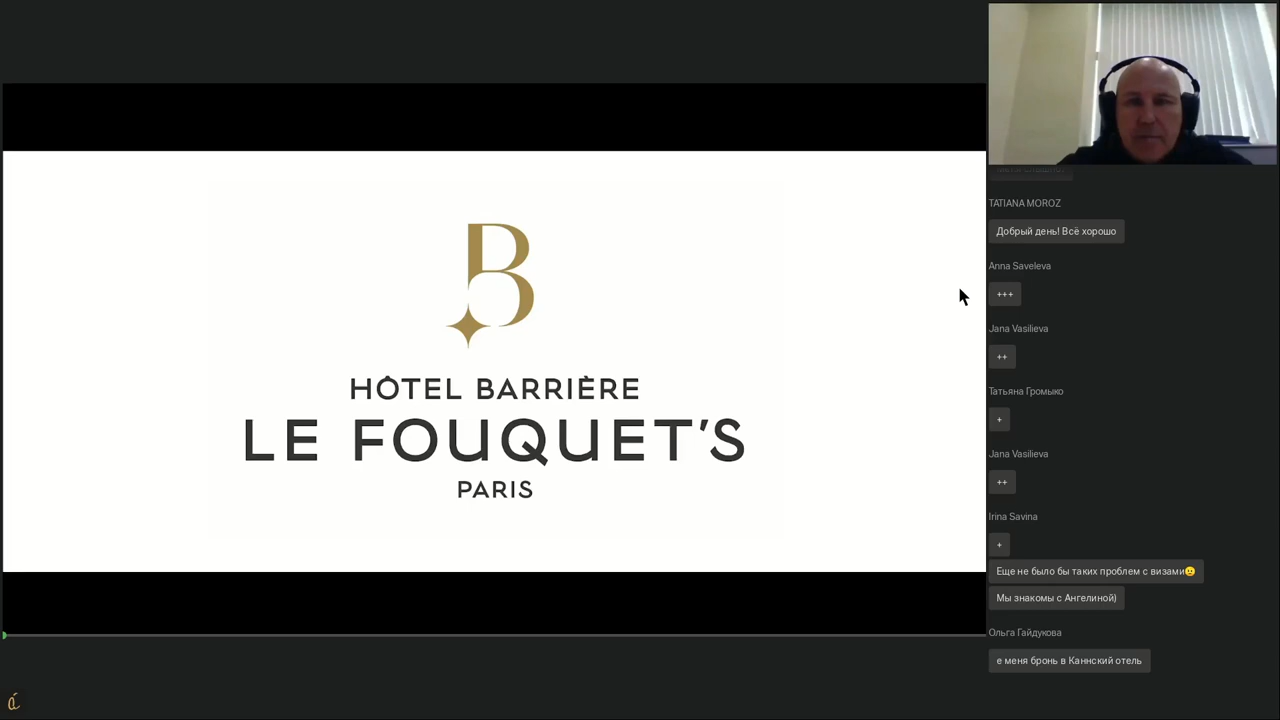 B
HÔTEL BARRIÈRE
LE FOUQUET'S
PARIS
TATIANA MOROZ
Добрый день! Всё хорошо
Anna Saveleva
+++
Jana Vasilieva
++
Татьяна Громыко
+
Jana Vasilieva
++
Irina Savina
+
Еще не было бы таких проблем с визами🤨
Мы знакомы с Ангелиной)
Ольга Гайдукова
е меня бронь в Каннский отель
á